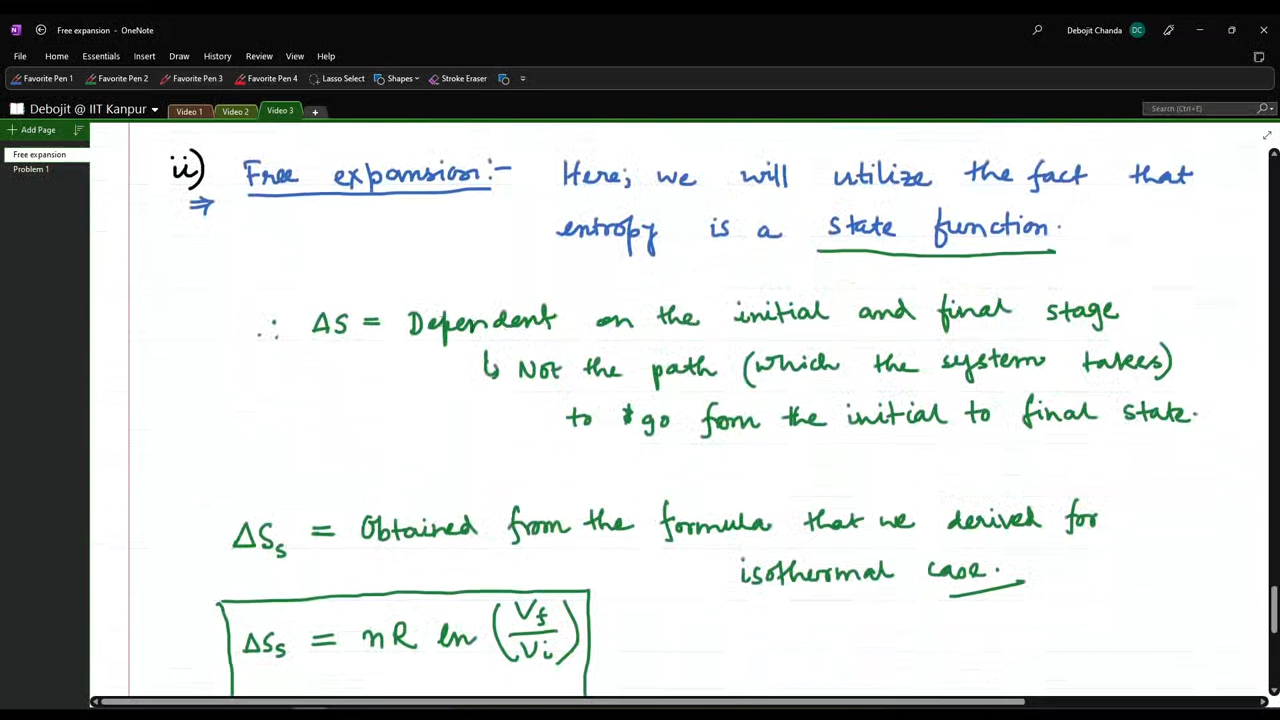 Free expansion - OneNote
Debojit Chanda DC
File Home Essentials Insert Draw History Review View Help
Favorite Pen 1 Favorite Pen 2 Favorite Pen 3 Favorite Pen 4 Lasso Select Shapes Stroke Eraser
Debojit @ IIT Kanpur Video 1 Video 2 Video 3 + Search (Ctrl+E)
+ Add Page
Free expansion
Problem 1
ii) Free expansion:- Here; we will utilize the fact that
⇒ entropy is a state function.
∴ ΔS = Dependent on the initial and final stage
↳ Not the path (which the system takes)
to go from the initial to final state.
ΔSs = Obtained from the formula that we derived for
isothermal case.
ΔSs = nR ln (Vf/Vi)